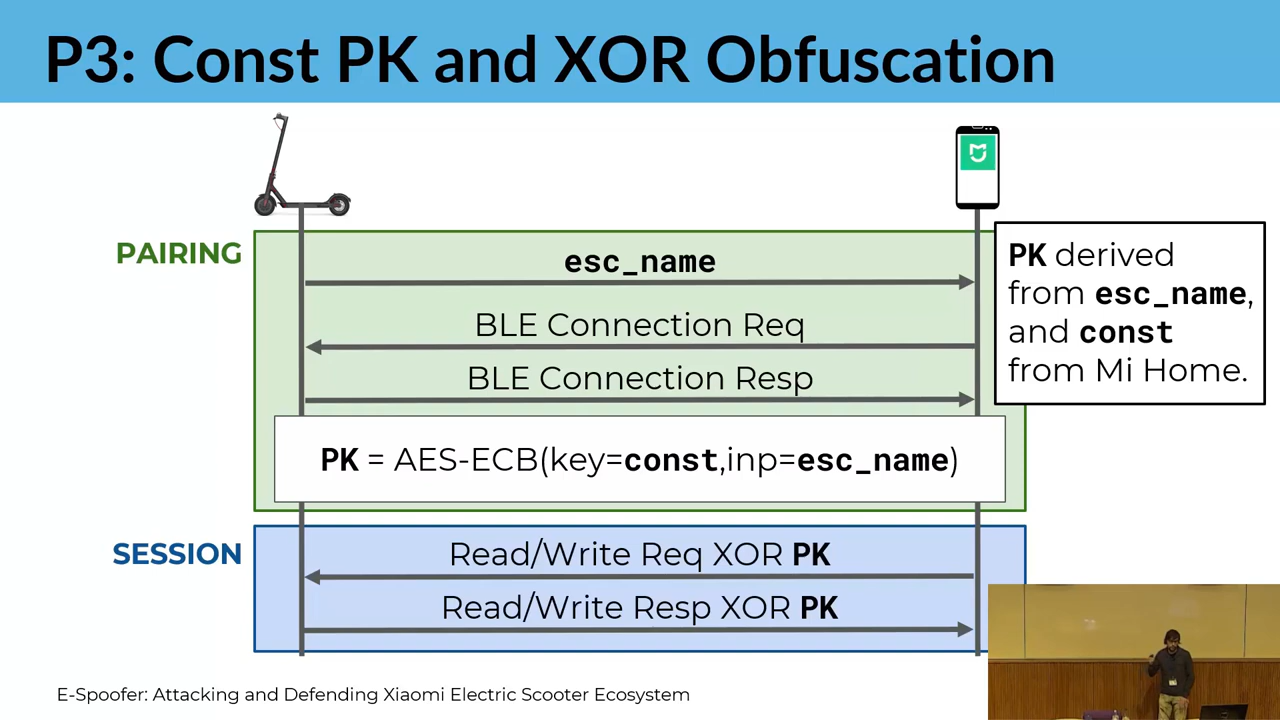 P3: Const PK and XOR Obfuscation
PAIRING
esc_name
BLE Connection Req
BLE Connection Resp
PK = AES-ECB(key=const,inp=esc_name)
PK derived
from esc_name,
and const
from Mi Home.
SESSION
Read/Write Req XOR PK
Read/Write Resp XOR PK
E-Spoofer: Attacking and Defending Xiaomi Electric Scooter Ecosystem